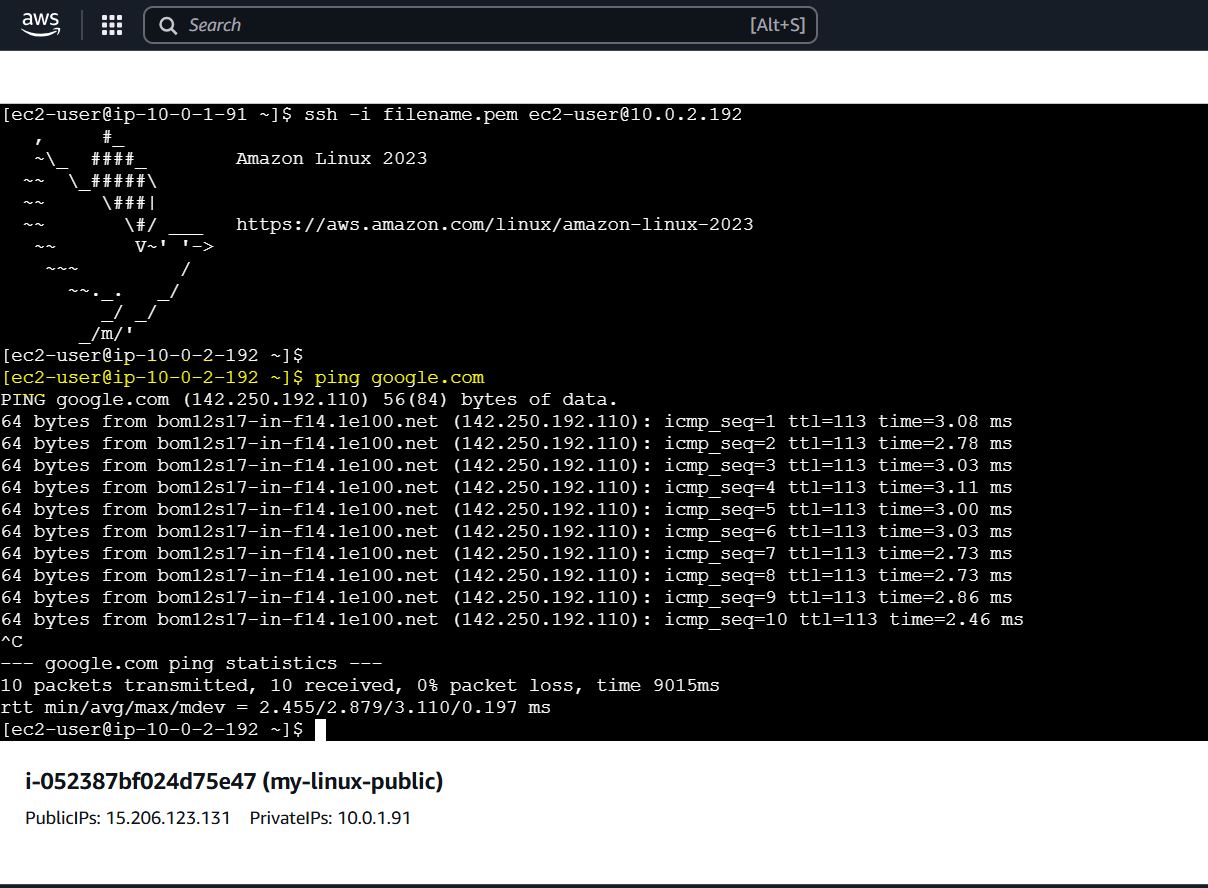 aws
Search [Alt+S]
[ec2-user@ip-10-0-1-91 ~]$ ssh -i filename.pem ec2-user@10.0.2.192
   ,     #_
   ~\_  ####_        Amazon Linux 2023
  ~~  \_#####\
  ~~     \###|
  ~~       \#/ ___   https://aws.amazon.com/linux/amazon-linux-2023
   ~~       V~' '->
    ~~~         /
      ~~._.   _/
         _/ _/
       _/m/'
[ec2-user@ip-10-0-2-192 ~]$
[ec2-user@ip-10-0-2-192 ~]$ ping google.com
PING google.com (142.250.192.110) 56(84) bytes of data.
64 bytes from bom12s17-in-f14.1e100.net (142.250.192.110): icmp_seq=1 ttl=113 time=3.08 ms
64 bytes from bom12s17-in-f14.1e100.net (142.250.192.110): icmp_seq=2 ttl=113 time=2.78 ms
64 bytes from bom12s17-in-f14.1e100.net (142.250.192.110): icmp_seq=3 ttl=113 time=3.03 ms
64 bytes from bom12s17-in-f14.1e100.net (142.250.192.110): icmp_seq=4 ttl=113 time=3.11 ms
64 bytes from bom12s17-in-f14.1e100.net (142.250.192.110): icmp_seq=5 ttl=113 time=3.00 ms
64 bytes from bom12s17-in-f14.1e100.net (142.250.192.110): icmp_seq=6 ttl=113 time=3.03 ms
64 bytes from bom12s17-in-f14.1e100.net (142.250.192.110): icmp_seq=7 ttl=113 time=2.73 ms
64 bytes from bom12s17-in-f14.1e100.net (142.250.192.110): icmp_seq=8 ttl=113 time=2.73 ms
64 bytes from bom12s17-in-f14.1e100.net (142.250.192.110): icmp_seq=9 ttl=113 time=2.86 ms
64 bytes from bom12s17-in-f14.1e100.net (142.250.192.110): icmp_seq=10 ttl=113 time=2.46 ms
^C
--- google.com ping statistics ---
10 packets transmitted, 10 received, 0% packet loss, time 9015ms
rtt min/avg/max/mdev = 2.455/2.879/3.110/0.197 ms
[ec2-user@ip-10-0-2-192 ~]$
i-052387bf024d75e47 (my-linux-public)
PublicIPs: 15.206.123.131 PrivateIPs: 10.0.1.91